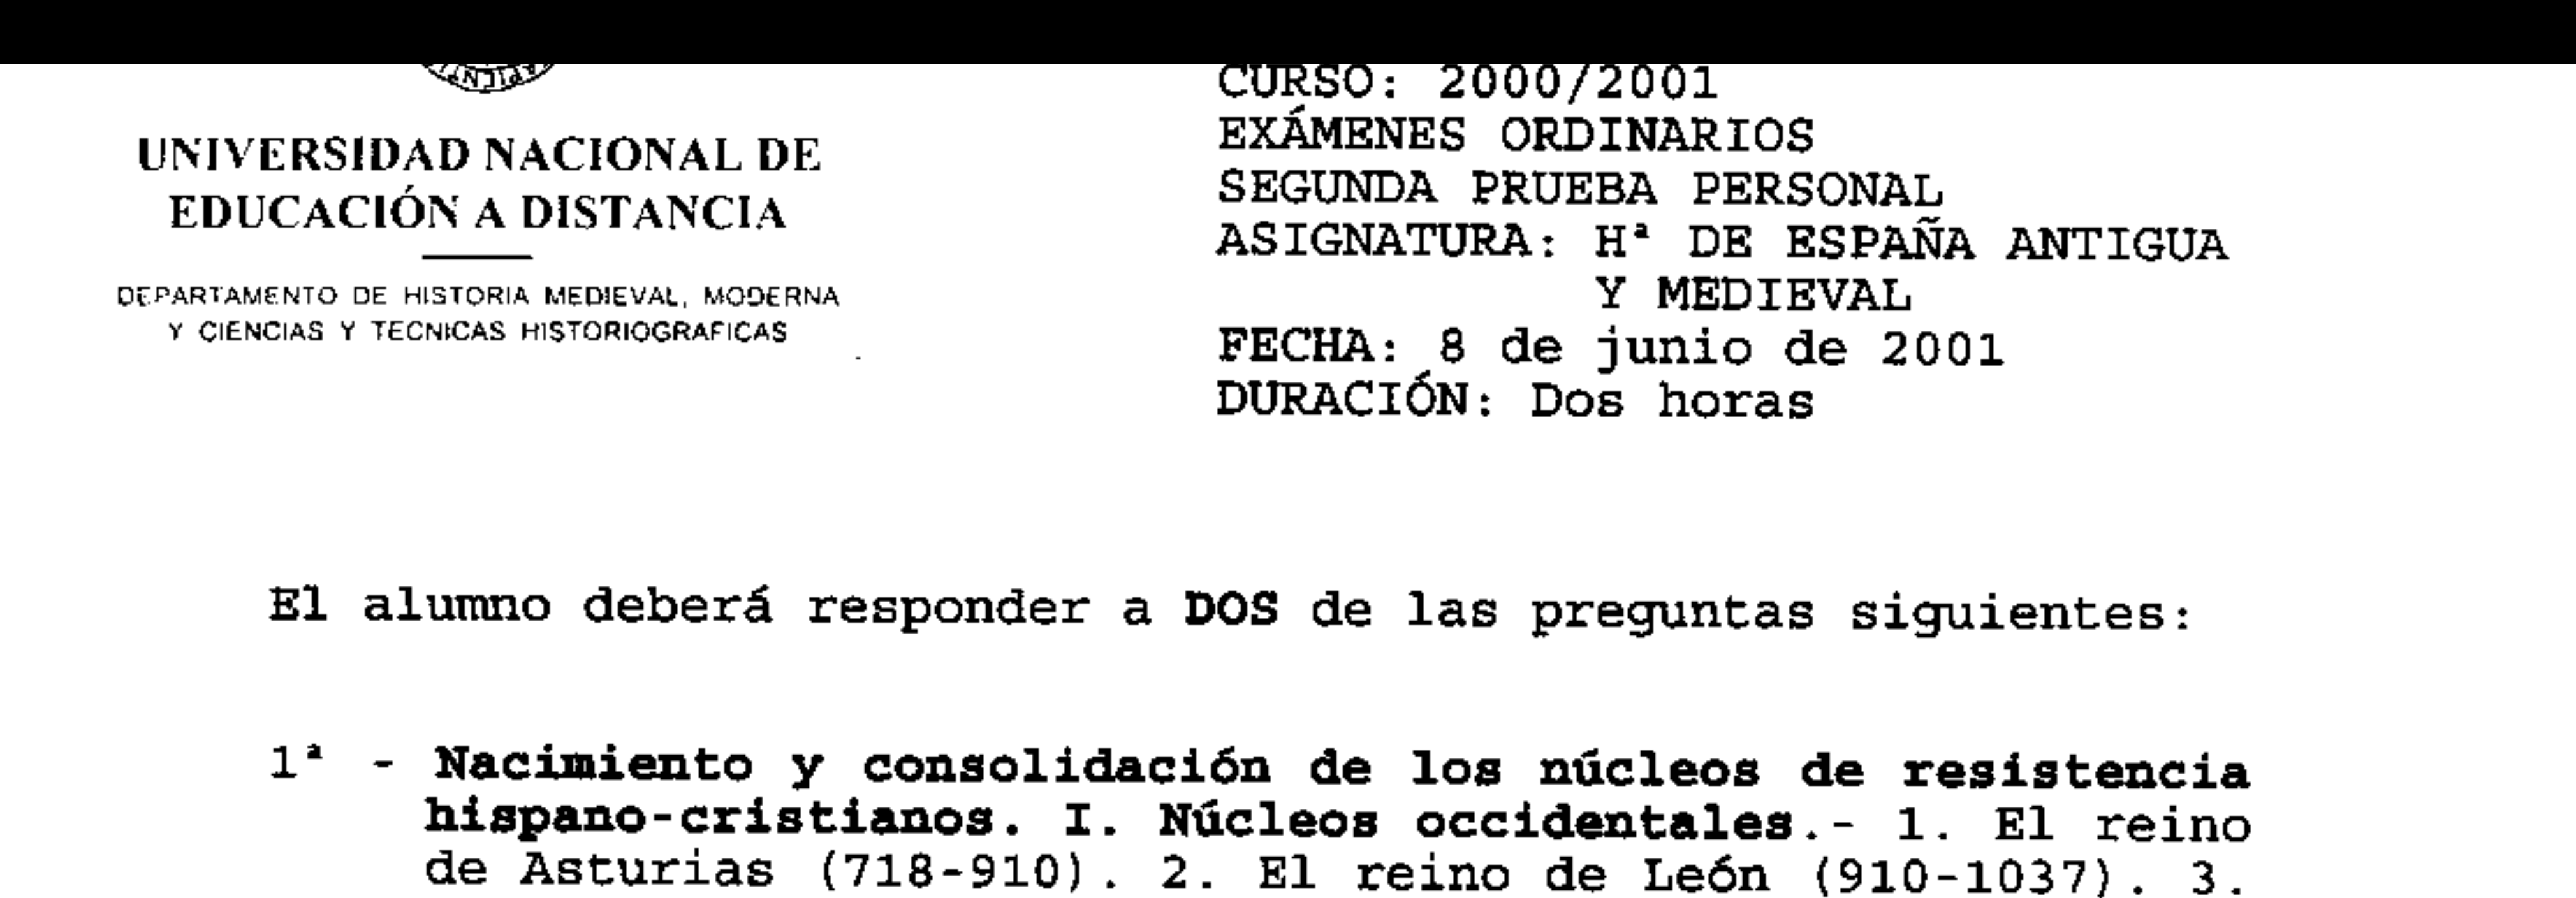 UNIVERSIDAD NACIONAL DE
EDUCACIÓN A DISTANCIA
DEPARTAMENTO DE HISTORIA MEDIEVAL, MODERNA
Y CIENCIAS Y TECNICAS HISTORIOGRAFICAS
CURSO: 2000/2001
EXÁMENES ORDINARIOS
SEGUNDA PRUEBA PERSONAL
ASIGNATURA: Hª DE ESPAÑA ANTIGUA
Y MEDIEVAL
FECHA: 8 de junio de 2001
DURACIÓN: Dos horas
El alumno deberá responder a DOS de las preguntas siguientes:
1ª - Nacimiento y consolidación de los núcleos de resistencia
hispano-cristianos. I. Núcleos occidentales.- 1. El reino
de Asturias (718-910). 2. El reino de León (910-1037). 3.